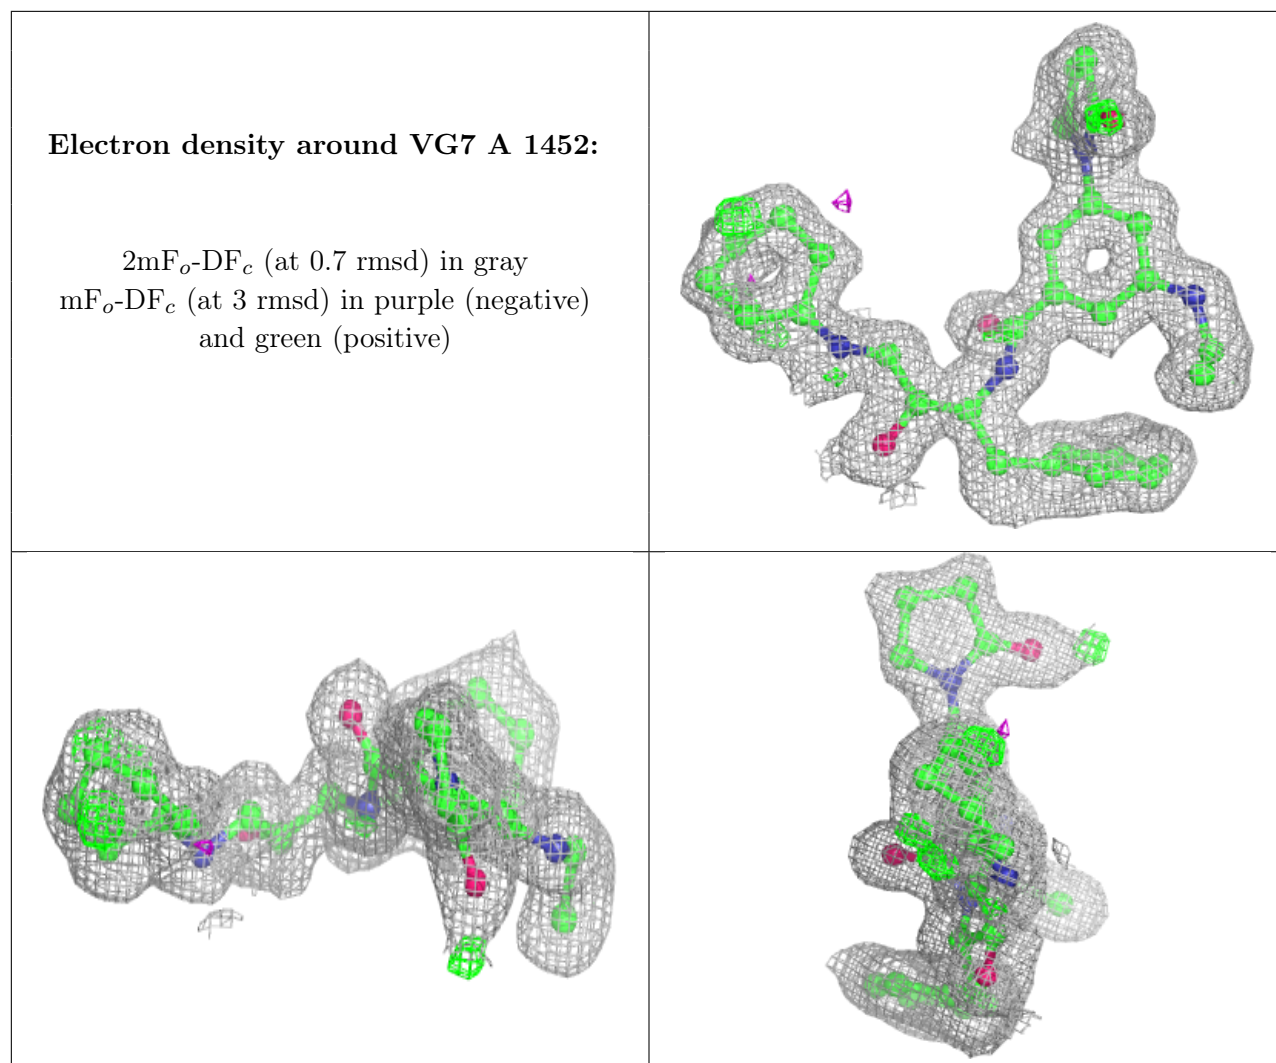 Electron density around VG7 A 1452:
2mFₒ-DF𝒸 (at 0.7 rmsd) in gray
mFₒ-DF𝒸 (at 3 rmsd) in purple (negative)
and green (positive)